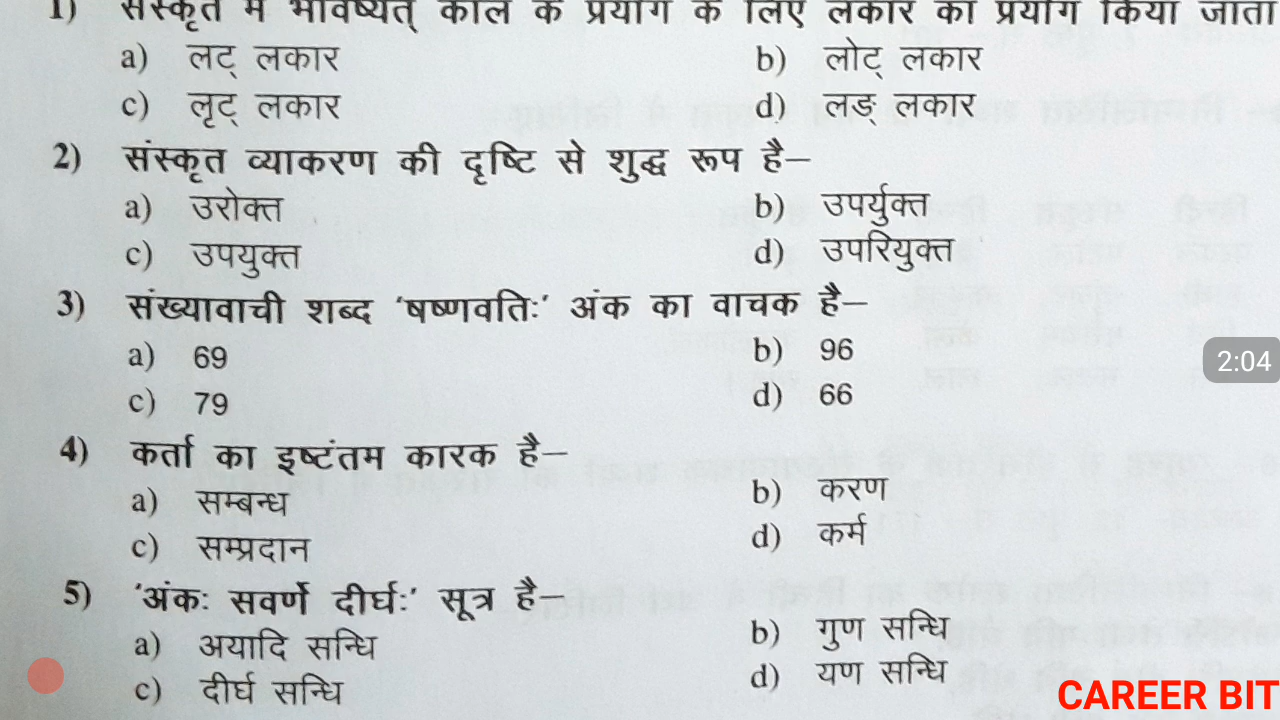 1) संस्कृत में भविष्यत् काल के प्रयोग के लिए लकार का प्रयोग किया जाता
a) लट् लकार b) लोट् लकार
c) लृट् लकार d) लङ् लकार
2) संस्कृत व्याकरण की दृष्टि से शुद्ध रूप है–
a) उरोक्त b) उपर्युक्त
c) उपयुक्त d) उपरियुक्त
3) संख्यावाची शब्द ‘षष्णवतिः’ अंक का वाचक है–
a) 69 b) 96
c) 79 d) 66
4) कर्ता का इष्टंतम कारक है–
a) सम्बन्ध b) करण
c) सम्प्रदान d) कर्म
5) ‘अंकः सवर्णे दीर्घः’ सूत्र है–
a) अयादि सन्धि b) गुण सन्धि
c) दीर्घ सन्धि d) यण सन्धि
2:04
CAREER BIT